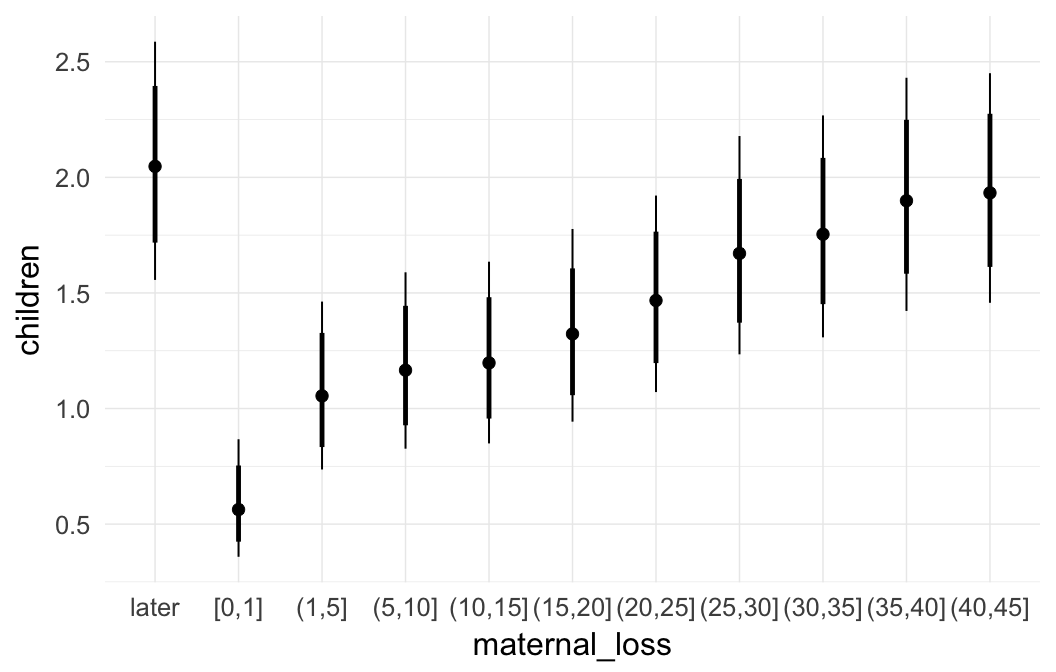 2.5
2.0
1.5
1.0
0.5
children
later [0,1] (1,5] (5,10] (10,15] (15,20] (20,25] (25,30] (30,35] (35,40] (40,45]
maternal_loss